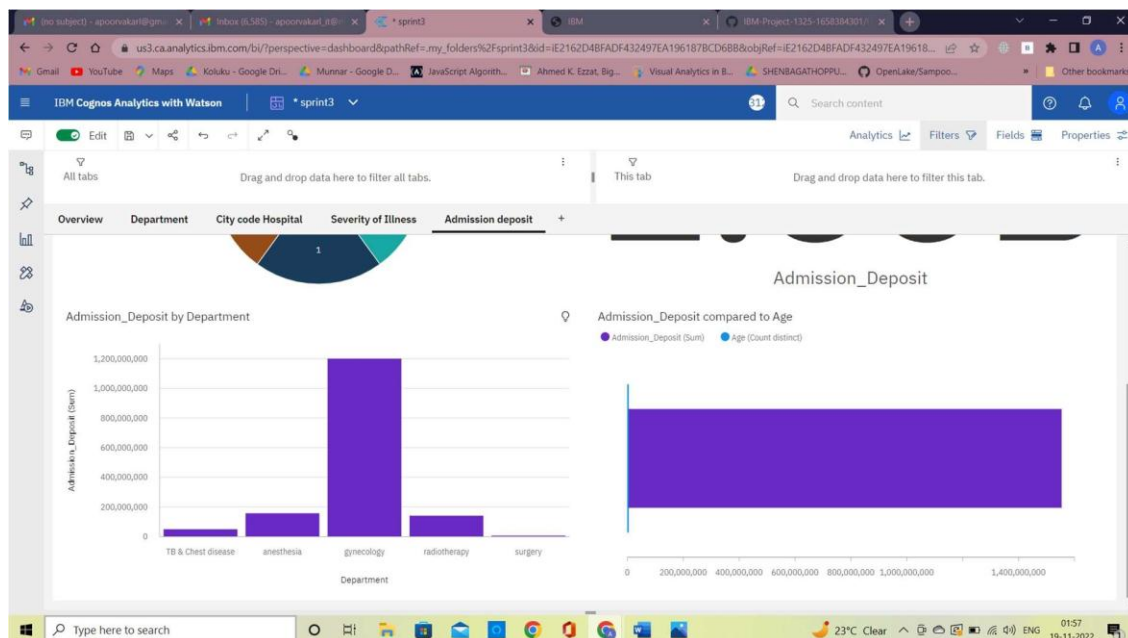 (no subject) - apoorvakarl@gma
Inbox (6,585) - apoorvakarl_it@
* sprint3
IBM
IBM-Project-1325-1658384301/
us3.ca.analytics.ibm.com/bi/?perspective=dashboard&pathRef=.my_folders%2Fsprint3&id=iE2162D4BFADF432497EA196187BCD6BB&objRef=iE2162D4BFADF432497EA19618...
Gmail YouTube Maps Koluku - Google Dri... Munnar - Google D... JavaScript Algorith... Ahmed K. Ezzat, Big... Visual Analytics in B... SHENBAGATHOPPU... OpenLake/Sampoo... » Other bookmarks
IBM Cognos Analytics with Watson
* sprint3
Search content
Edit
Analytics Filters Fields Properties
All tabs
Drag and drop data here to filter all tabs.
This tab
Drag and drop data here to filter this tab.
Overview Department City code Hospital Severity of Illness Admission deposit +
1
Admission_Deposit
Admission_Deposit by Department
Admission_Deposit (Sum)
1,200,000,000
1,000,000,000
800,000,000
600,000,000
400,000,000
200,000,000
0
TB & Chest disease anesthesia gynecology radiotherapy surgery
Department
Admission_Deposit compared to Age
Admission_Deposit (Sum) Age (Count distinct)
0 200,000,000 400,000,000 600,000,000 800,000,000 1,000,000,000 1,400,000,000
Type here to search
23°C Clear
ENG
01:57
19-11-2022